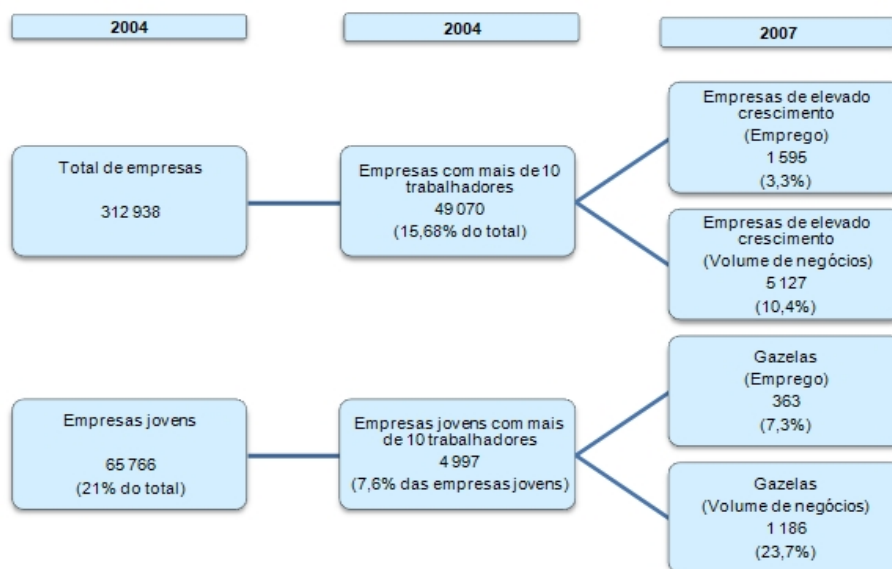 2004
2004
2007
Total de empresas
312 938
Empresas com mais de 10
trabalhadores
49 070
(15,68% do total)
Empresas de elevado
crescimento
(Emprego)
1 595
(3,3%)
Empresas de elevado
crescimento
(Volume de negócios)
5 127
(10,4%)
Empresas jovens
65 766
(21% do total)
Empresas jovens com mais
de 10 trabalhadores
4 997
(7,6% das empresas jovens)
Gazelas
(Emprego)
363
(7,3%)
Gazelas
(Volume de negócios)
1 186
(23,7%)